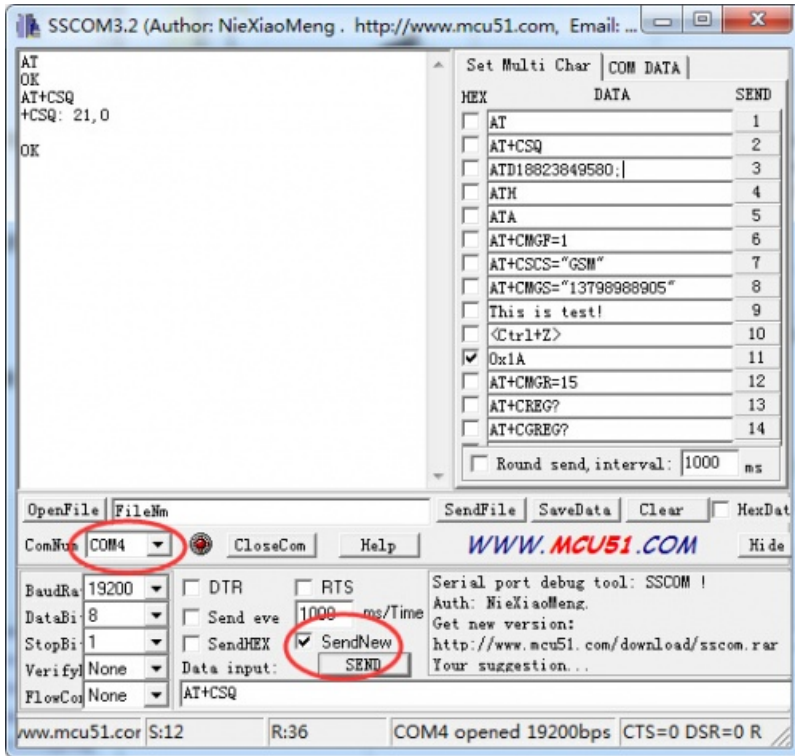 SSCOM3.2 (Author: NieXiaoMeng .  http://www.mcu51.com,  Email: ...
AT
OK
AT+CSQ
+CSQ: 21,0
OK
Set Multi Char COM DATA
HEX DATA SEND
AT 1
AT+CSQ 2
ATD18823849580; 3
ATH 4
ATA 5
AT+CMGF=1 6
AT+CSCS="GSM" 7
AT+CMGS="13798988905" 8
This is test! 9
<Ctrl+Z> 10
0x1A 11
AT+CMGR=15 12
AT+CREG? 13
AT+CGREG? 14
Round send, interval: 1000 ms
OpenFile FileNm SendFile SaveData Clear HexDat
ComNum COM4 CloseCom Help WWW.MCU51.COM Hide
BaudRa 19200 DTR RTS
DataBi 8 Send eve 1000 ms/Time
StopBi 1 SendHEX SendNew
Verifyl None Data input: SEND
FlowCo None AT+CSQ
Serial port debug tool: SSCOM !
Auth: NieXiaoMeng.
Get new version:
http://www.mcu51.com/download/sscom.rar
Your suggestion...
www.mcu51.cor S:12 R:36 COM4 opened 19200bps CTS=0 DSR=0 R